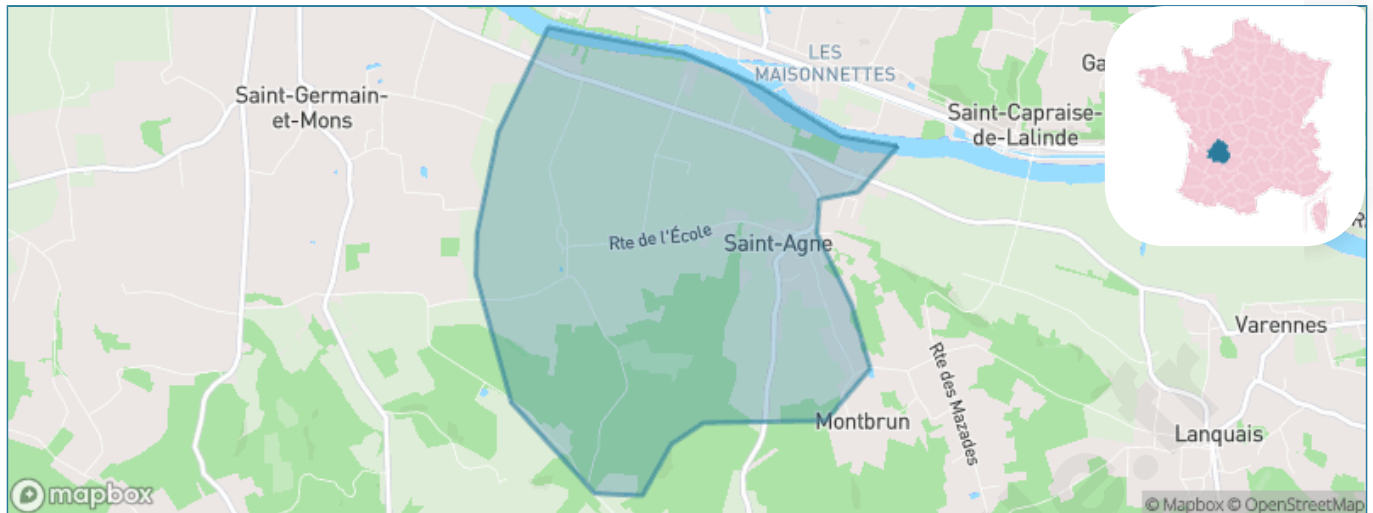 LES
MAISONNETTES
Ga
Saint-Germain-
et-Mons
Saint-Capraise-
de-Lalinde
Rte de l'École
Saint-Agne
Varennes
Rte des Mazades
Montbrun
Lanquais
mapbox
© Mapbox © OpenStreetMap